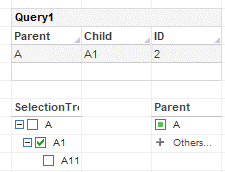 Query1
Parent Child ID
A A1 2
SelectionTre Parent
A A
A1 Others...
A11